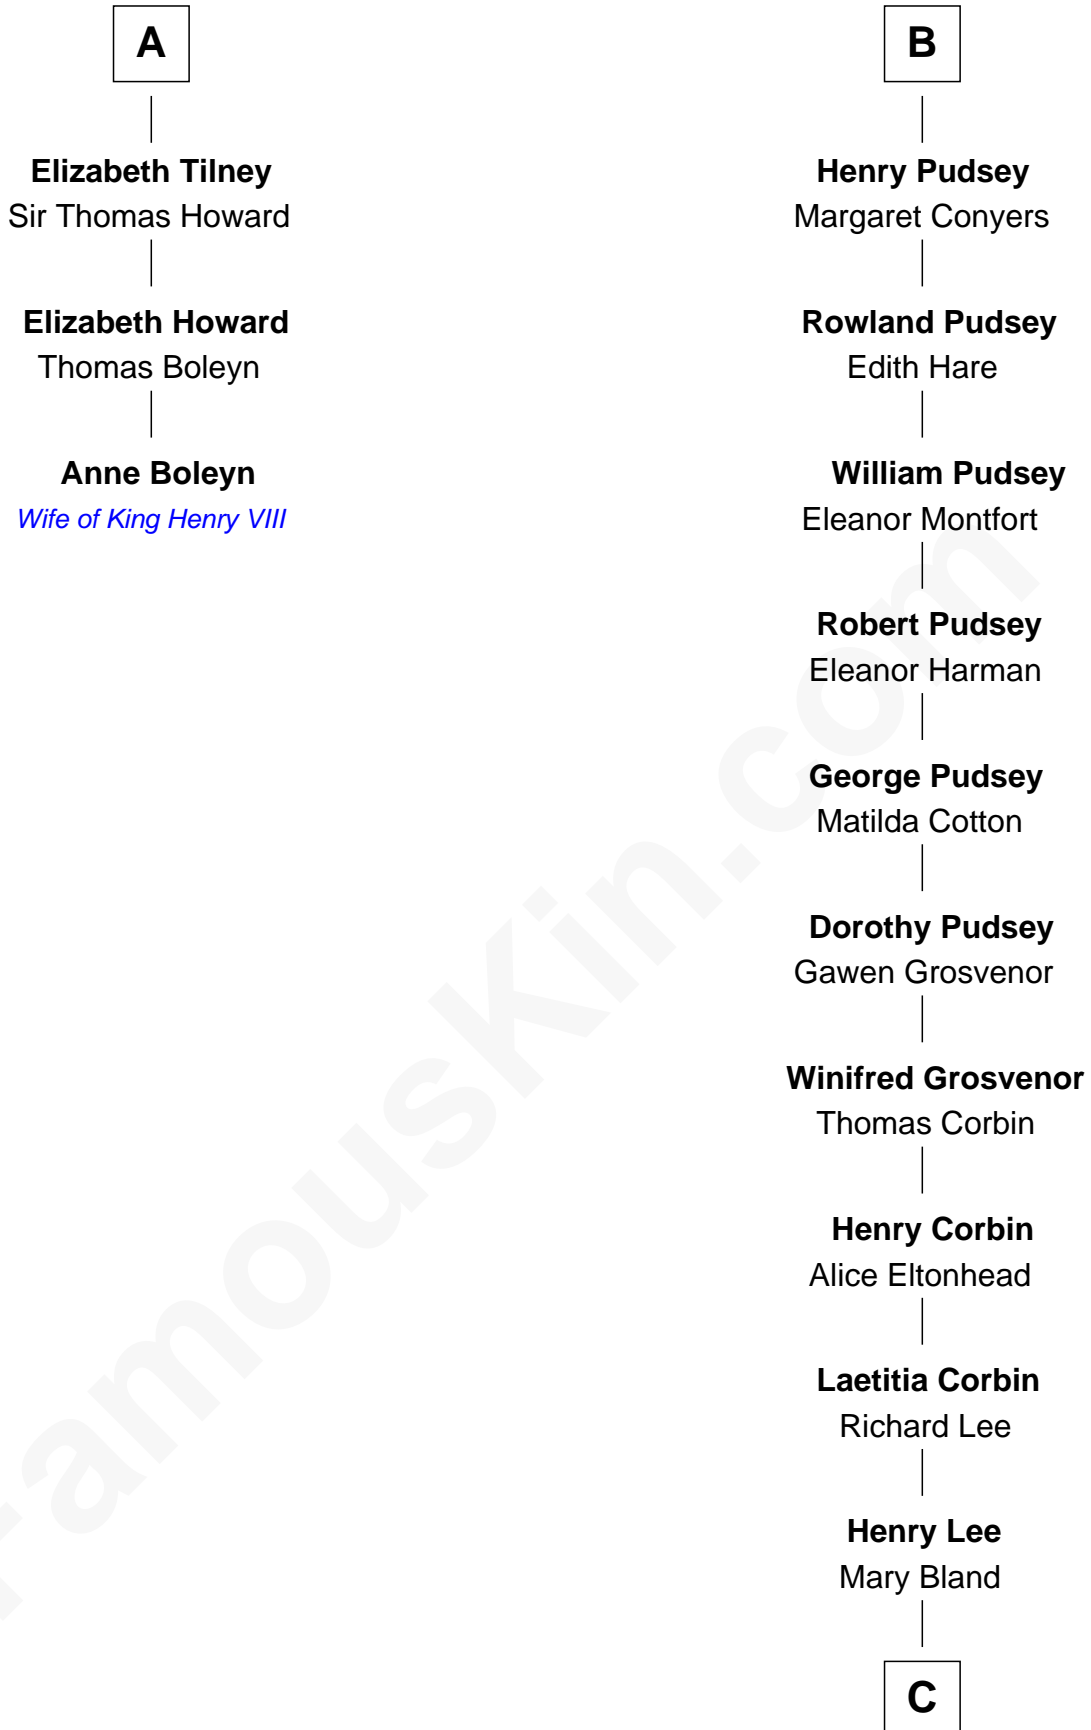 A
Elizabeth Tilney
Sir Thomas Howard
Elizabeth Howard
Thomas Boleyn
Anne Boleyn
Wife of King Henry VIII
B
Henry Pudsey
Margaret Conyers
Rowland Pudsey
Edith Hare
William Pudsey
Eleanor Montfort
Robert Pudsey
Eleanor Harman
George Pudsey
Matilda Cotton
Dorothy Pudsey
Gawen Grosvenor
Winifred Grosvenor
Thomas Corbin
Henry Corbin
Alice Eltonhead
Laetitia Corbin
Richard Lee
Henry Lee
Mary Bland
C
FamousKin.com